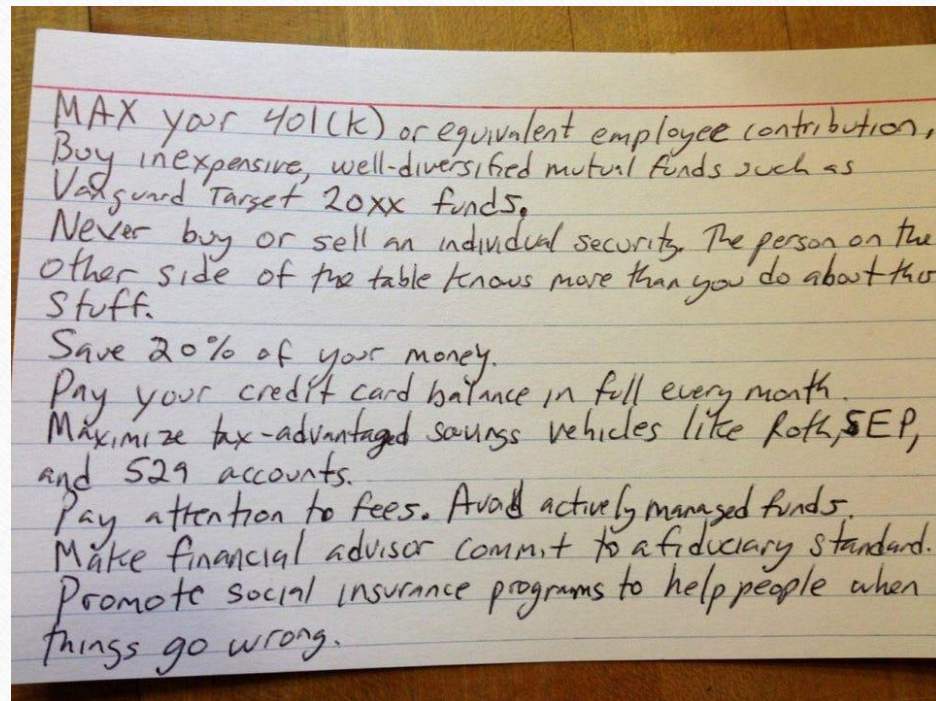 MAX your 401(k) or equivalent employee contribution,
Buy inexpensive, well-diversified mutual funds such as
Vanguard Target 20xx funds.
Never buy or sell an individual security. The person on the
other side of the table knows more than you do about this
stuff.
Save 20% of your money.
Pay your credit card balance in full every month.
Maximize tax-advantaged savings vehicles like Roth, SEP,
and 529 accounts.
Pay attention to fees. Avoid actively managed funds.
Make financial advisor commit to a fiduciary standard.
Promote social insurance programs to help people when
things go wrong.